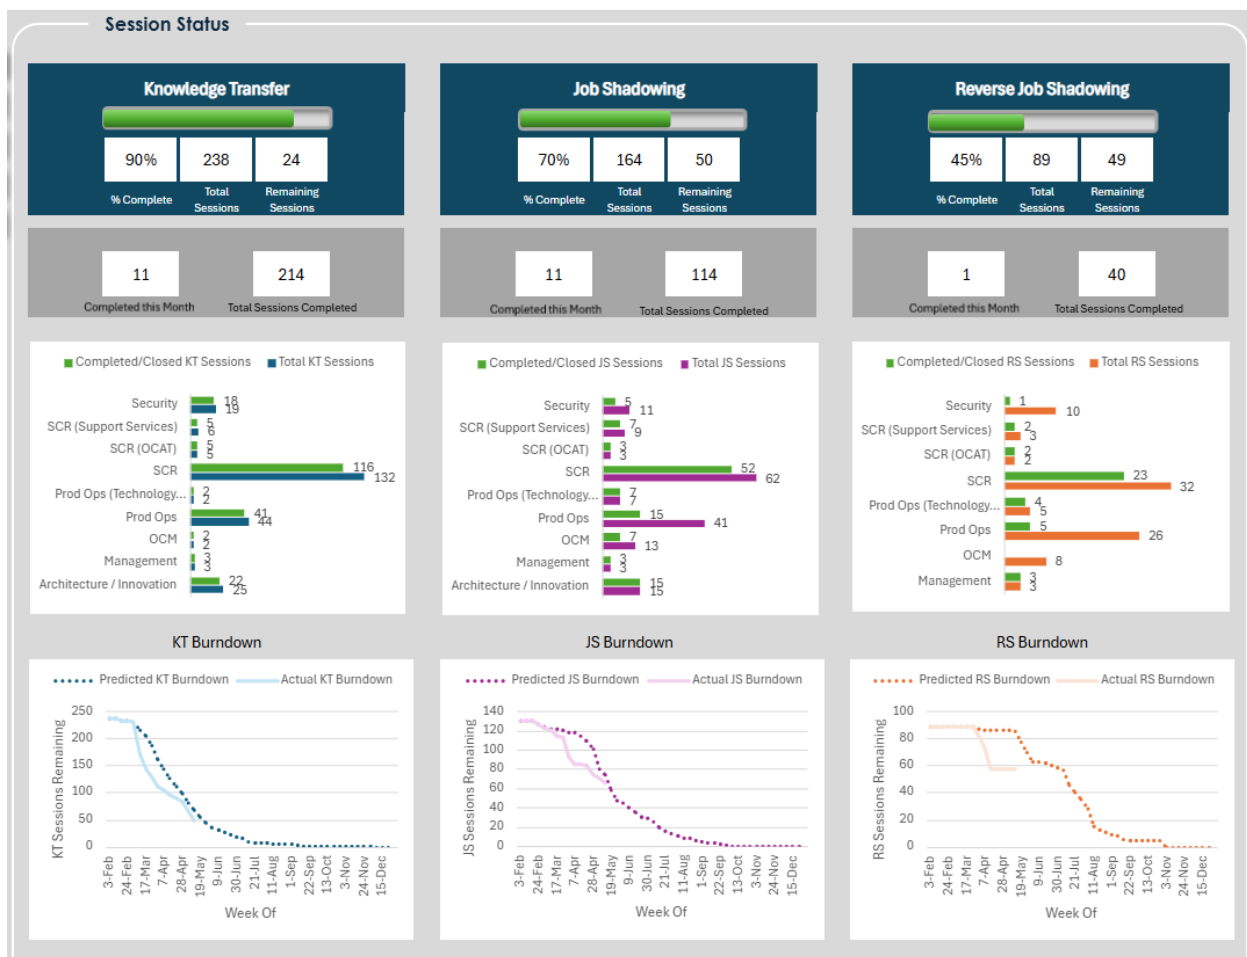 Session Status
Knowledge Transfer
90% 238 24
% Complete Total Sessions Remaining Sessions
11 214
Completed this Month Total Sessions Completed
Completed/Closed KT Sessions Total KT Sessions
Security 18 19
SCR (Support Services) 5 6
SCR (OCAT) 5 5
SCR 116 132
Prod Ops (Technology... 2 2
Prod Ops 41 44
OCM 2 2
Management 3 3
Architecture / Innovation 22 25
KT Burndown
Predicted KT Burndown Actual KT Burndown
KT Sessions Remaining
250
200
150
100
50
0
3-Feb 24-Feb 17-Mar 7-Apr 28-Apr 19-May 9-Jun 30-Jun 21-Jul 11-Aug 1-Sep 22-Sep 13-Oct 3-Nov 24-Nov 15-Dec
Week Of
Job Shadowing
70% 164 50
% Complete Total Sessions Remaining Sessions
11 114
Completed this Month Total Sessions Completed
Completed/Closed JS Sessions Total JS Sessions
Security 5 11
SCR (Support Services) 7 9
SCR (OCAT) 3 3
SCR 52 62
Prod Ops (Technology... 7 7
Prod Ops 15 41
OCM 7 13
Management 3 3
Architecture / Innovation 15 15
JS Burndown
Predicted JS Burndown Actual JS Burndown
JS Sessions Remaining
140
120
100
80
60
40
20
0
3-Feb 24-Feb 17-Mar 7-Apr 28-Apr 19-May 9-Jun 30-Jun 21-Jul 11-Aug 1-Sep 22-Sep 13-Oct 3-Nov 24-Nov 15-Dec
Week Of
Reverse Job Shadowing
45% 89 49
% Complete Total Sessions Remaining Sessions
1 40
Completed this Month Total Sessions Completed
Completed/Closed RS Sessions Total RS Sessions
Security 1 10
SCR (Support Services) 2 3
SCR (OCAT) 2 2
SCR 23 32
Prod Ops (Technology... 4 5
Prod Ops 5 26
OCM 8
Management 3 3
RS Burndown
Predicted RS Burndown Actual RS Burndown
RS Sessions Remaining
100
80
60
40
20
0
3-Feb 24-Feb 17-Mar 7-Apr 28-Apr 19-May 9-Jun 30-Jun 21-Jul 11-Aug 1-Sep 22-Sep 13-Oct 3-Nov 24-Nov 15-Dec
Week Of